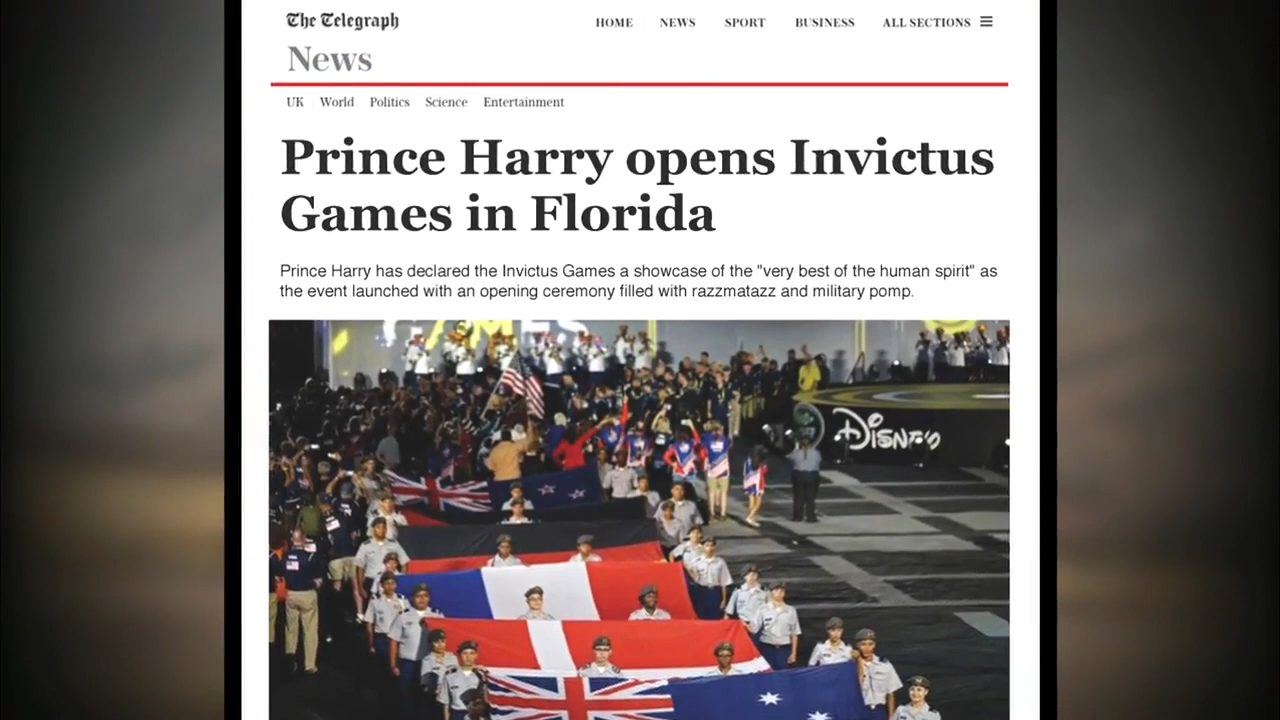 The Telegraph
HOME NEWS SPORT BUSINESS ALL SECTIONS
News
UK World Politics Science Entertainment
Prince Harry opens Invictus
Games in Florida
Prince Harry has declared the Invictus Games a showcase of the "very best of the human spirit" as
the event launched with an opening ceremony filled with razzmatazz and military pomp.
GAMES
Disney